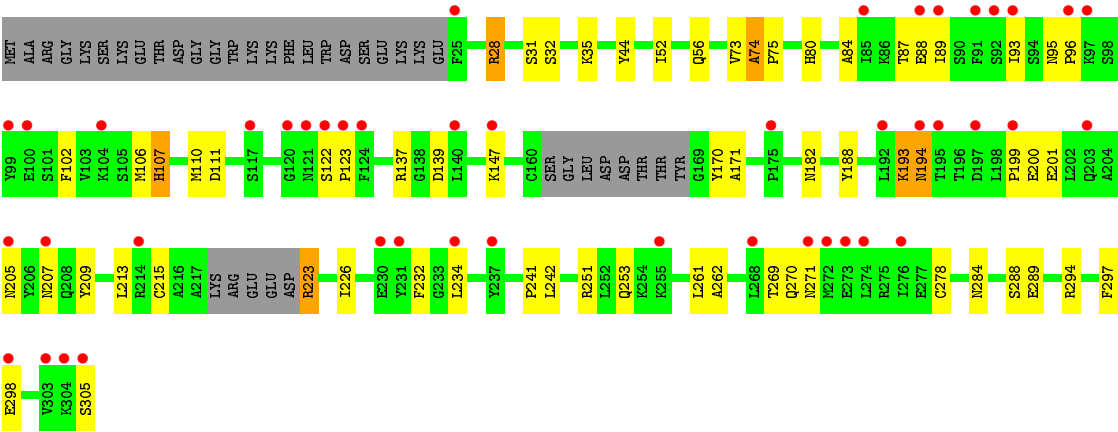 MET ALA ARG GLY LYS SER LYS GLU THR ASP GLY GLY TRP LYS LYS PHE LEU TRP ASP SER GLU LYS LYS GLU F25 R28 S31 S32 K35 Y44 I52 Q56 V73 A74 P75 H80 A84 I85 K86 T87 E88 I89 S90 F91 S92 I93 S94 N95 P96 K97 S98
Y99 E100 S101 F102 V103 K104 S105 M106 H107 M110 D111 S117 G120 N121 S122 P123 F124 R137 G138 D139 L140 K147 C160 SER GLY LEU ASP ASP THR THR TYR G169 Y170 A171 P175 N182 Y188 L192 K193 N194 T195 T196 D197 L198 P199 E200 E201 L202 Q203 A204
N205 Y206 N207 Q208 Y209 L213 R214 C215 A216 A217 LYS ARG GLU GLU ASP R223 I226 E230 Y231 F232 G233 L234 Y237 P241 L242 R251 L252 Q253 K254 K255 L261 A262 L268 T269 Q270 N271 M272 E273 L274 R275 I276 E277 C278 N284 S288 E289 R294 F297
E298 V303 K304 S305